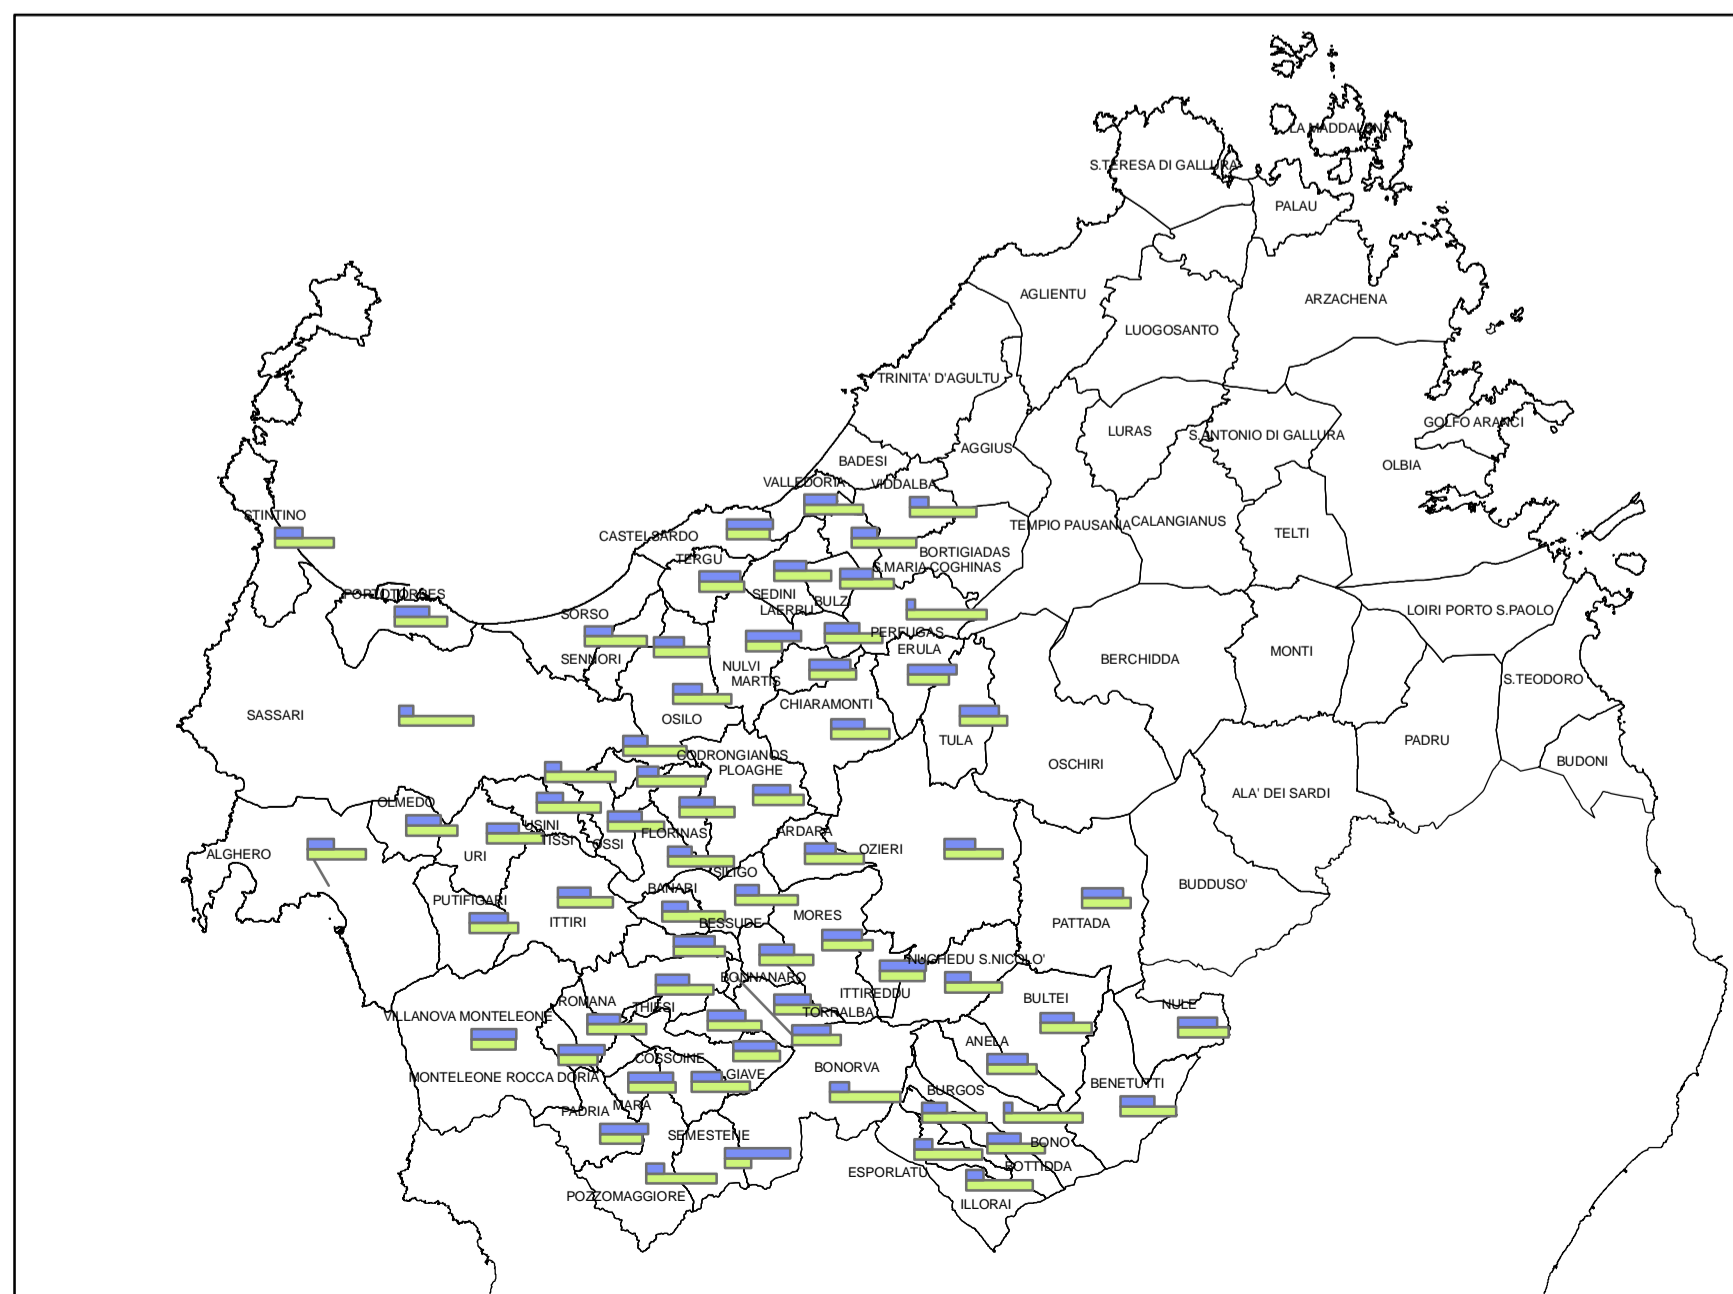 LA MADDALENA
S.TERESA DI GALLURA
PALAU
AGLIENTU
ARZACHENA
LUOGOSANTO
TRINITA' D'AGULTU
GOLFO ARANCI
LURAS
S.ANTONIO DI GALLURA
AGGIUS
BADESI
OLBIA
VALLEDORIA
VIDDALBA
STINTINO
TEMPIO PAUSANIA
CALANGIANUS
TELTI
CASTELSARDO
BORTIGIADAS
TERGU
S.MARIA COGHINAS
SEDINI
PORTOTORRES
BULZI
LAERRU
LOIRI PORTO S.PAOLO
SORSO
PERFUGAS
ERULA
MONTI
SENNORI
BERCHIDDA
NULVI
MARTIS
S.TEODORO
CHIARAMONTI
SASSARI
OSILO
TULA
PADRU
CODRONGIANOS
BUDONI
OSCHIRI
PLOAGHE
ALA' DEI SARDI
OLMEDO
USINI
ARDARA
FLORINAS
TISSI
OSSI
OZIERI
ALGHERO
URI
SILIGO
BUDDUSO'
BANARI
PUTIFIGARI
MORES
ITTIRI
BESSUDE
PATTADA
NUGHEDU S.NICOLO'
BONNANARO
ITTIREDDU
BULTEI
ROMANA
NULE
THIESI
TORRALBA
VILLANOVA MONTELEONE
ANELA
COSSOINE
BONORVA
GIAVE
MONTELEONE ROCCA DORIA
BENETUTTI
BURGOS
MARA
PADRIA
SEMESTENE
BONO
BOTTIDDA
ESPORLATU
POZZOMAGGIORE
ILLORAI